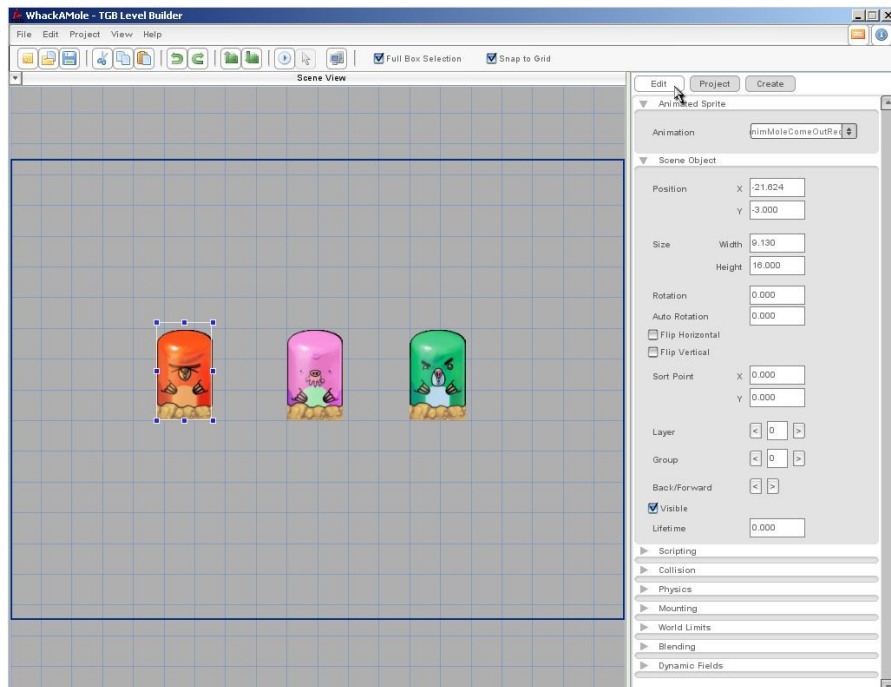 WhackAMole - TGB Level Builder
File Edit Project View Help
Full Box Selection Snap to Grid
Scene View
Edit Project Create
Animated Sprite
Animation nimMoleComeOutRec
Scene Object
Position X -21.624
Y -3.000
Size Width 9.130
Height 16.000
Rotation 0.000
Auto Rotation 0.000
Flip Horizontal
Flip Vertical
Sort Point X 0.000
Y 0.000
Layer < 0 >
Group < 0 >
Back/Forward < >
Visible
Lifetime 0.000
Scripting
Collision
Physics
Mounting
World Limits
Blending
Dynamic Fields